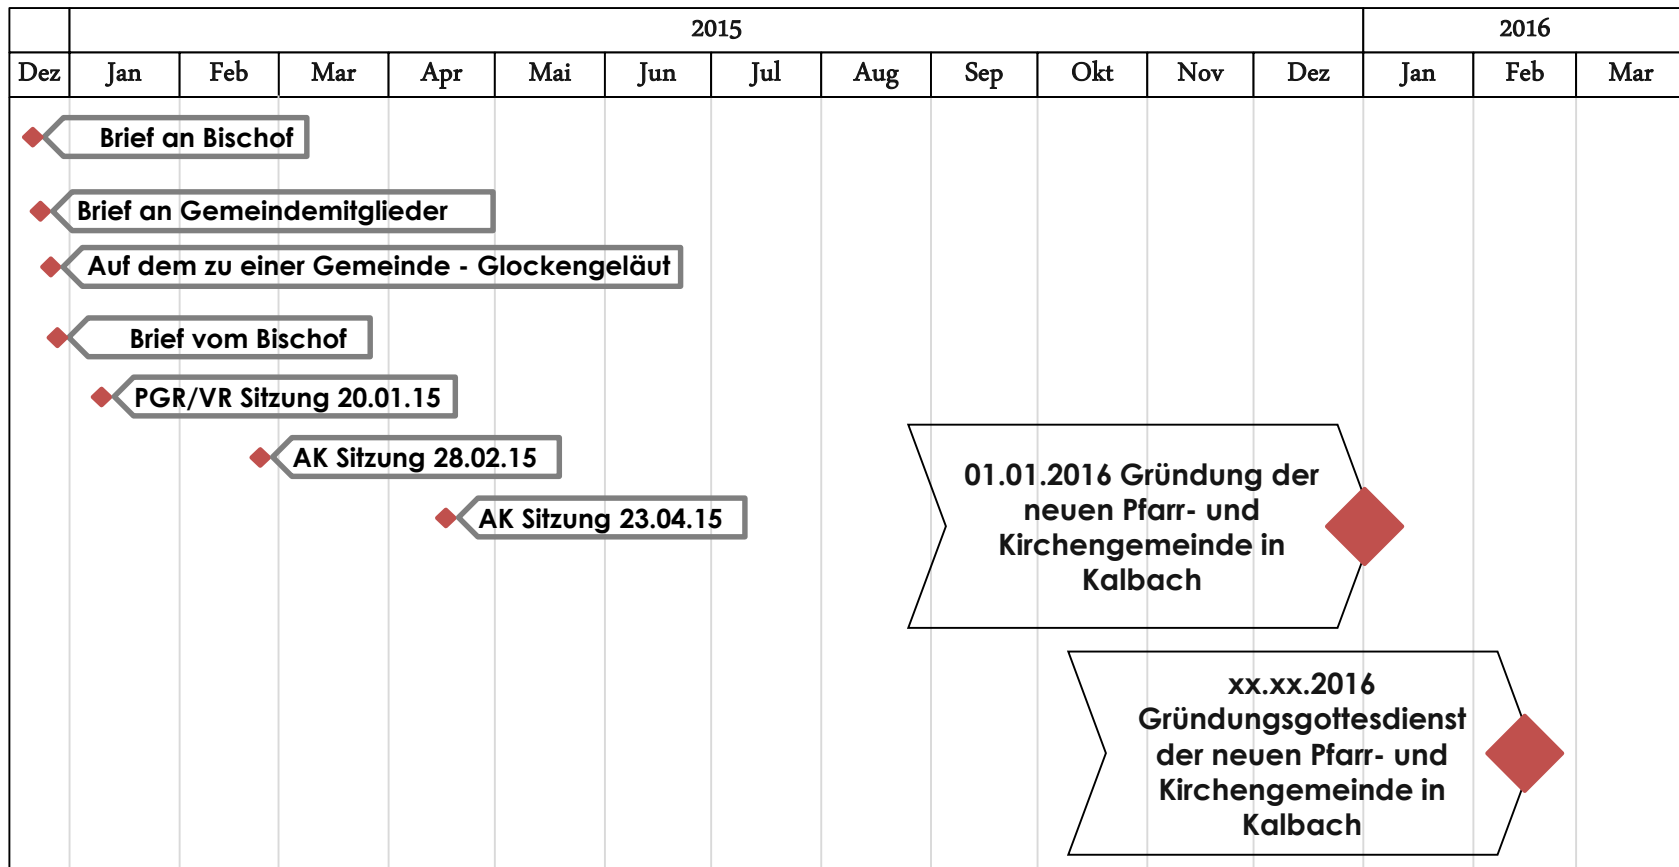 2015 2016
Dez Jan Feb Mar Apr Mai Jun Jul Aug Sep Okt Nov Dez Jan Feb Mar
Brief an Bischof
Brief an Gemeindemitglieder
Auf dem zu einer Gemeinde - Glockengeläut
Brief vom Bischof
PGR/VR Sitzung 20.01.15
AK Sitzung 28.02.15
AK Sitzung 23.04.15
01.01.2016 Gründung der
neuen Pfarr- und
Kirchengemeinde in
Kalbach
xx.xx.2016
Gründungsgottesdienst
der neuen Pfarr- und
Kirchengemeinde in
Kalbach